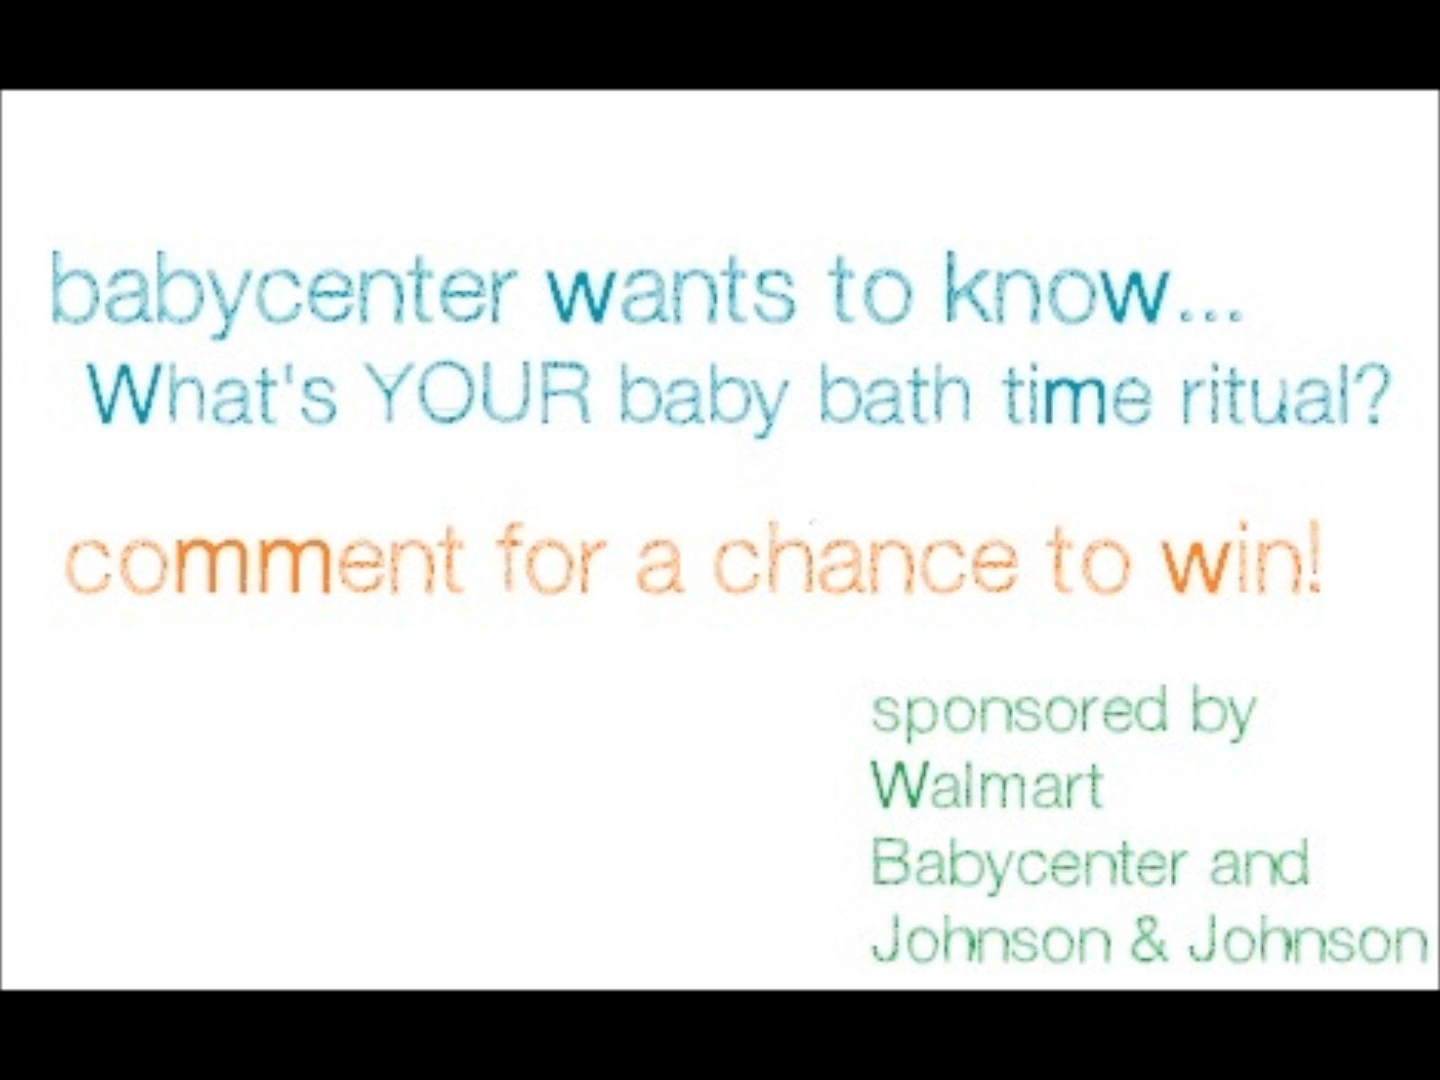 babycenter wants to know...
What's YOUR baby bath time ritual?
comment for a chance to win!
sponsored by
Walmart
Babycenter and
Johnson & Johnson